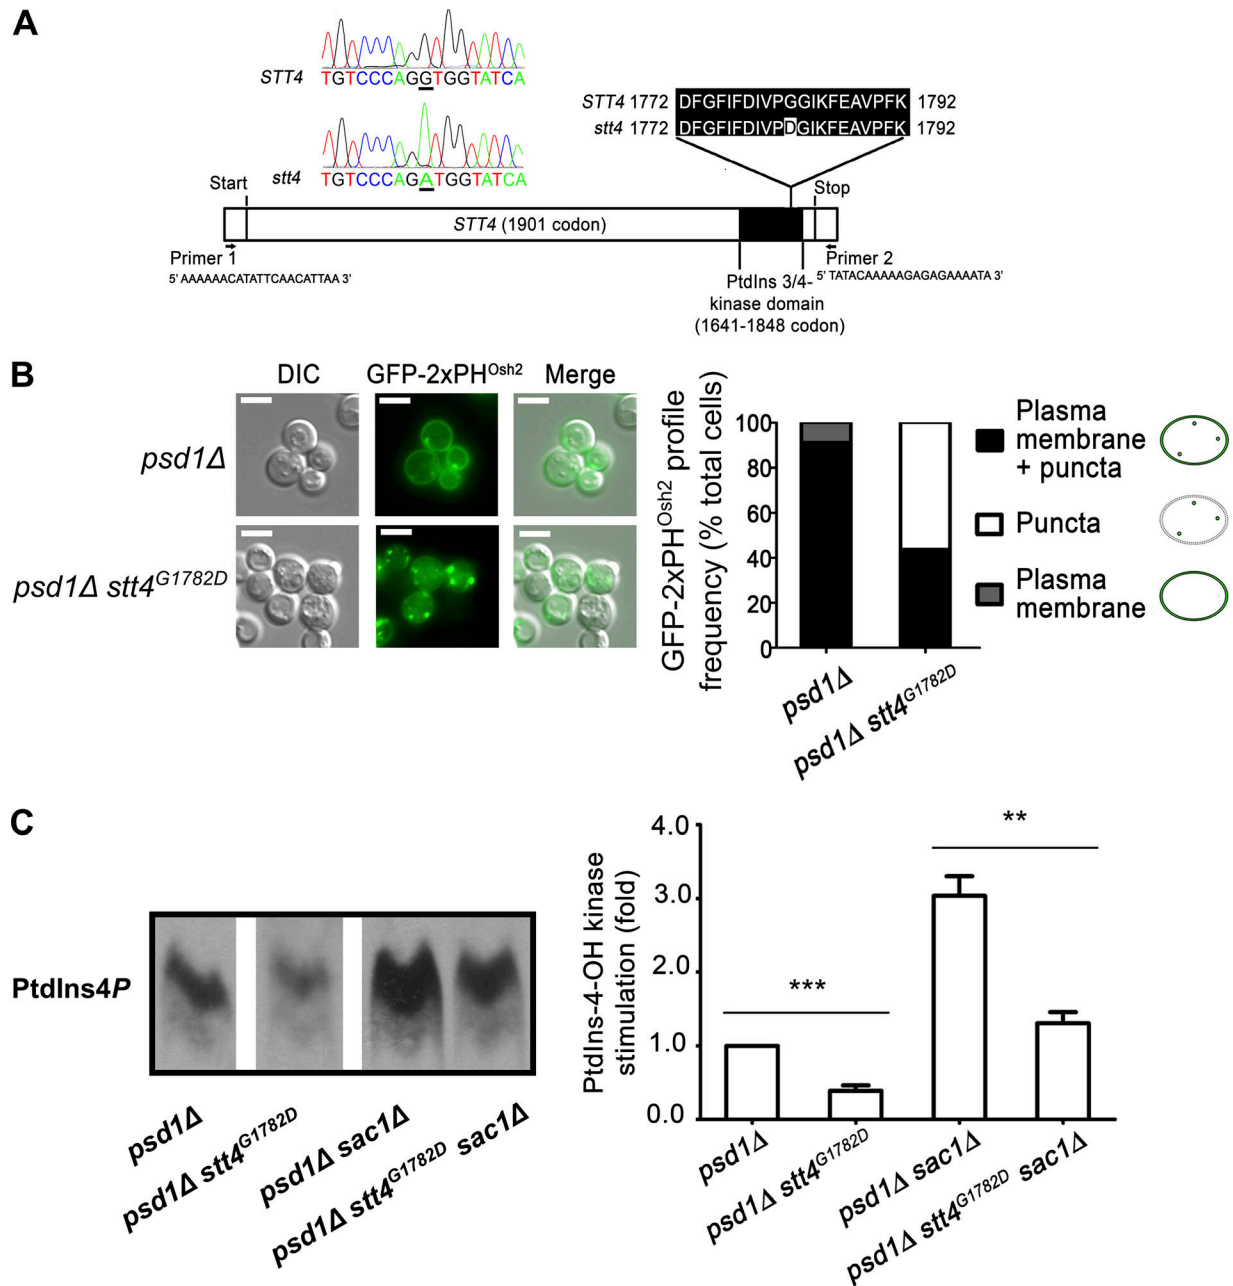 A
STT4
TGTCCCAGGTGGTATCA
stt4
TGTCCCAGATGGTATCA
STT4 1772 DFGFIFDIVPGGIKFEAVPFK 1792
stt4 1772 DFGFIFDIVPDGIKFEAVPFK 1792
Start
Stop
STT4 (1901 codon)
Primer 1
5' AAAAAACATATTCAACATTAA 3'
Primer 2
5' TATACAAAAAGAGAGAAAATA 3'
PtdIns 3/4-
kinase domain
(1641-1848 codon)
B
DIC
GFP-2xPH^Osh2
Merge
psd1Δ
psd1Δ stt4^G1782D
GFP-2xPH^Osh2 profile
frequency (% total cells)
100
80
60
40
20
0
psd1Δ
psd1Δ stt4^G1782D
Plasma
membrane
+ puncta
Puncta
Plasma
membrane
C
PtdIns4P
psd1Δ
psd1Δ stt4^G1782D
psd1Δ sac1Δ
psd1Δ stt4^G1782D sac1Δ
PtdIns-4-OH kinase
stimulation (fold)
4.0
3.0
2.0
1.0
0.0
***
**
psd1Δ
psd1Δ stt4^G1782D
psd1Δ sac1Δ
psd1Δ stt4^G1782D sac1Δ